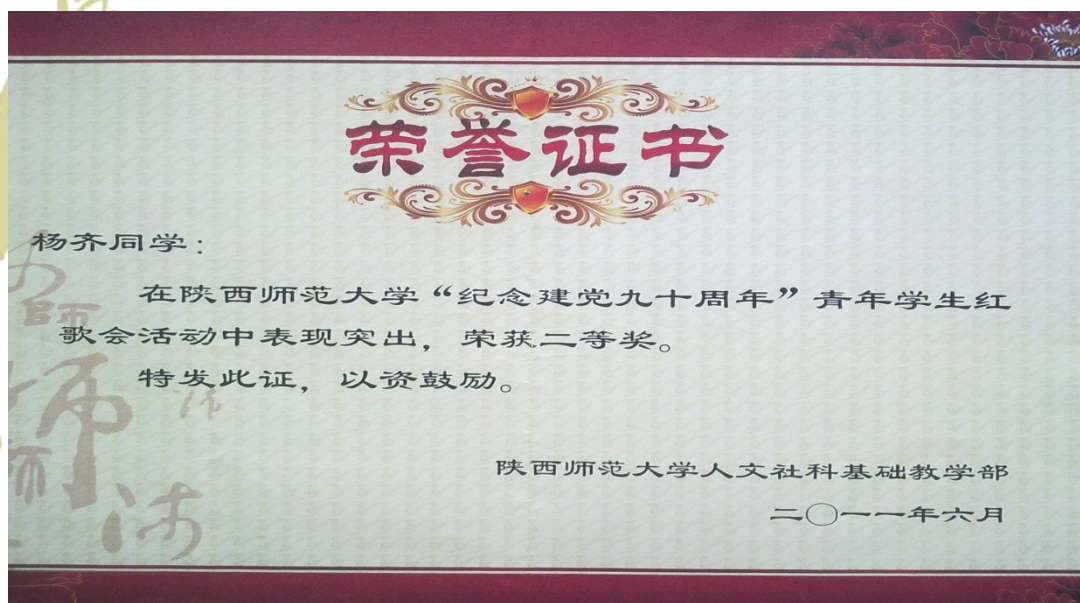 荣誉证书
杨齐同学：
在陕西师范大学“纪念建党九十周年”青年学生红
歌会活动中表现突出，荣获二等奖。
特发此证，以资鼓励。
陕西师范大学人文社科基础教学部
二〇一一年六月